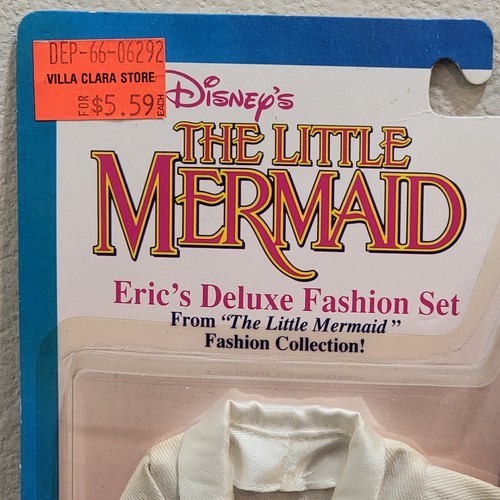 DEP-66-06292
VILLA CLARA STORE
FOR $5.59 EACH
Disney's
THE LITTLE
MERMAID
Eric's Deluxe Fashion Set
From "The Little Mermaid"
Fashion Collection!